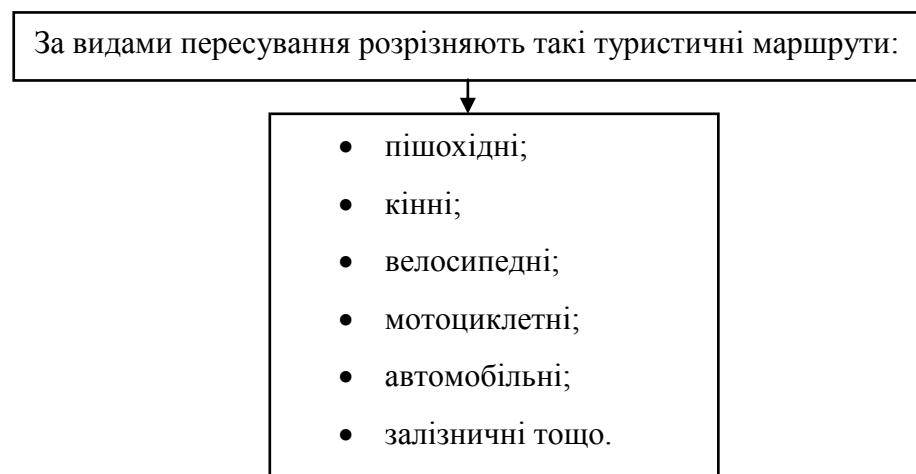 За видами пересування розрізняють такі туристичні маршрути:
• пішохідні;
• кінні;
• велосипедні;
• мотоциклетні;
• автомобільні;
• залізничні тощо.